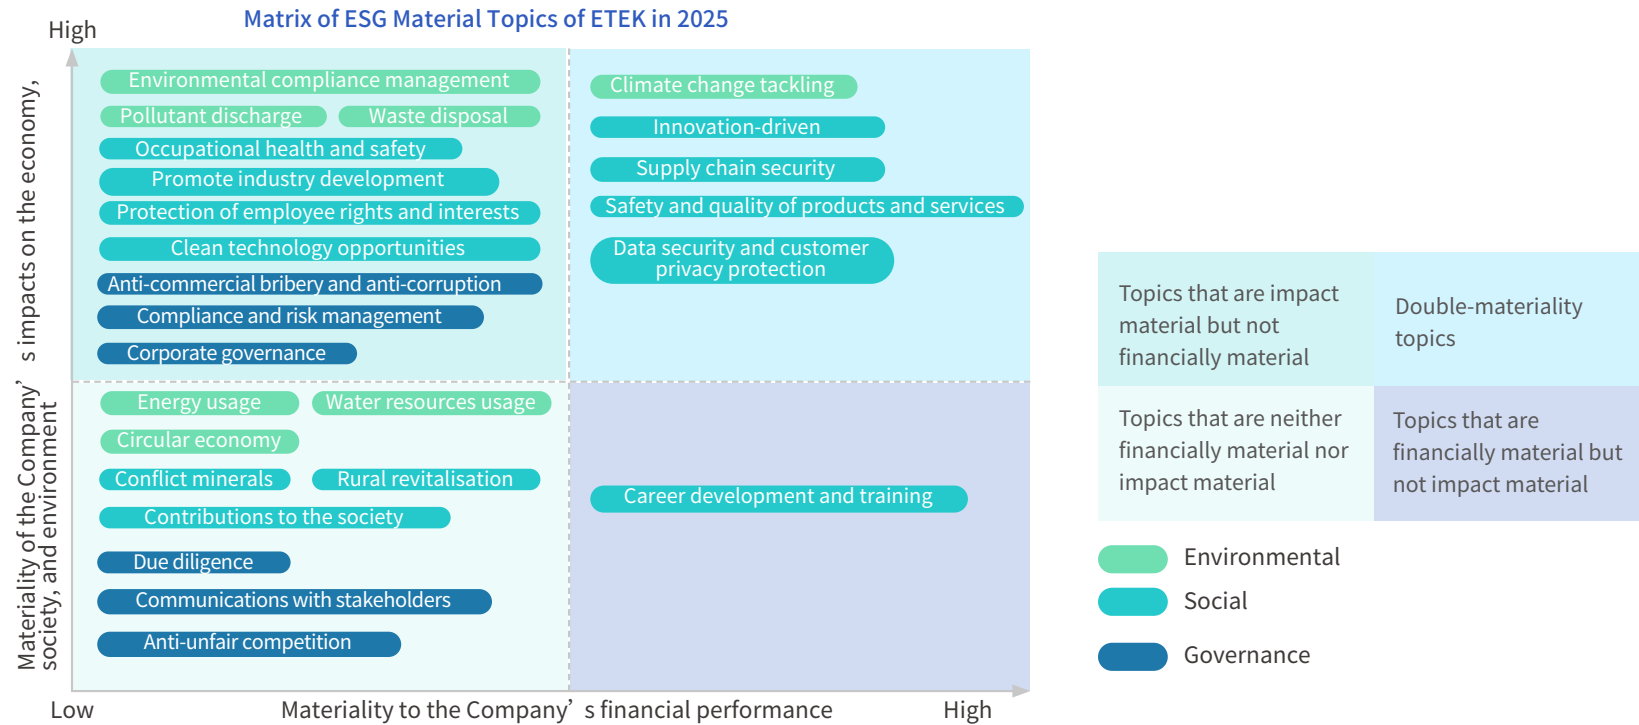 Matrix of ESG Material Topics of ETEK in 2025
High
Materiality of the Company’s impacts on the economy,
society, and environment
Environmental compliance management
Pollutant discharge
Waste disposal
Occupational health and safety
Promote industry development
Protection of employee rights and interests
Clean technology opportunities
Anti-commercial bribery and anti-corruption
Compliance and risk management
Corporate governance
Climate change tackling
Innovation-driven
Supply chain security
Safety and quality of products and services
Data security and customer
privacy protection
Energy usage
Water resources usage
Circular economy
Conflict minerals
Rural revitalisation
Contributions to the society
Due diligence
Communications with stakeholders
Anti-unfair competition
Career development and training
Low
Materiality to the Company’s financial performance
High
Topics that are impact
material but not
financially material
Double-materiality
topics
Topics that are neither
financially material nor
impact material
Topics that are
financially material but
not impact material
Environmental
Social
Governance